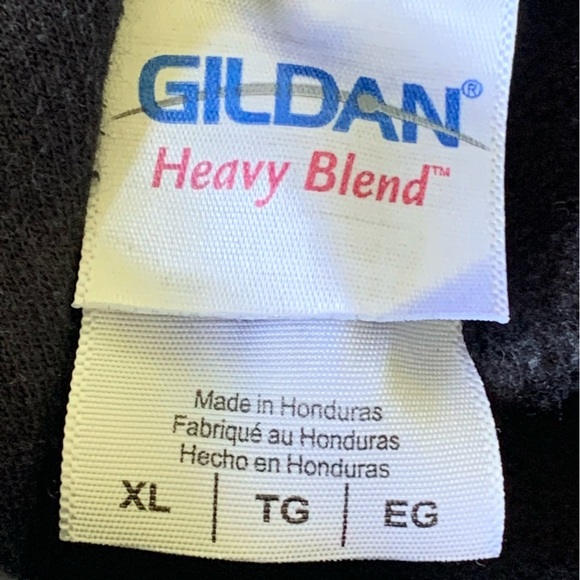 GILDAN®
Heavy Blend™
Made in Honduras
Fabriqué au Honduras
Hecho en Honduras
XL | TG | EG